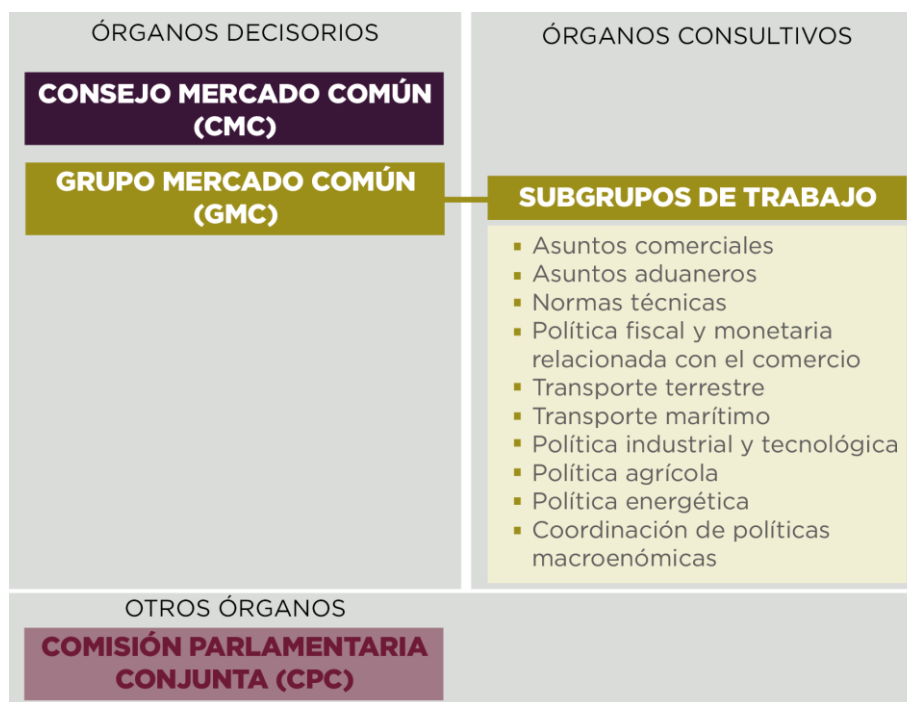 ÓRGANOS DECISORIOS
CONSEJO MERCADO COMÚN
(CMC)
GRUPO MERCADO COMÚN
(GMC)
ÓRGANOS CONSULTIVOS
SUBGRUPOS DE TRABAJO
▪ Asuntos comerciales
▪ Asuntos aduaneros
▪ Normas técnicas
▪ Política fiscal y monetaria
relacionada con el comercio
▪ Transporte terrestre
▪ Transporte marítimo
▪ Política industrial y tecnológica
▪ Política agrícola
▪ Política energética
▪ Coordinación de políticas
macroenómicas
OTROS ÓRGANOS
COMISIÓN PARLAMENTARIA
CONJUNTA (CPC)